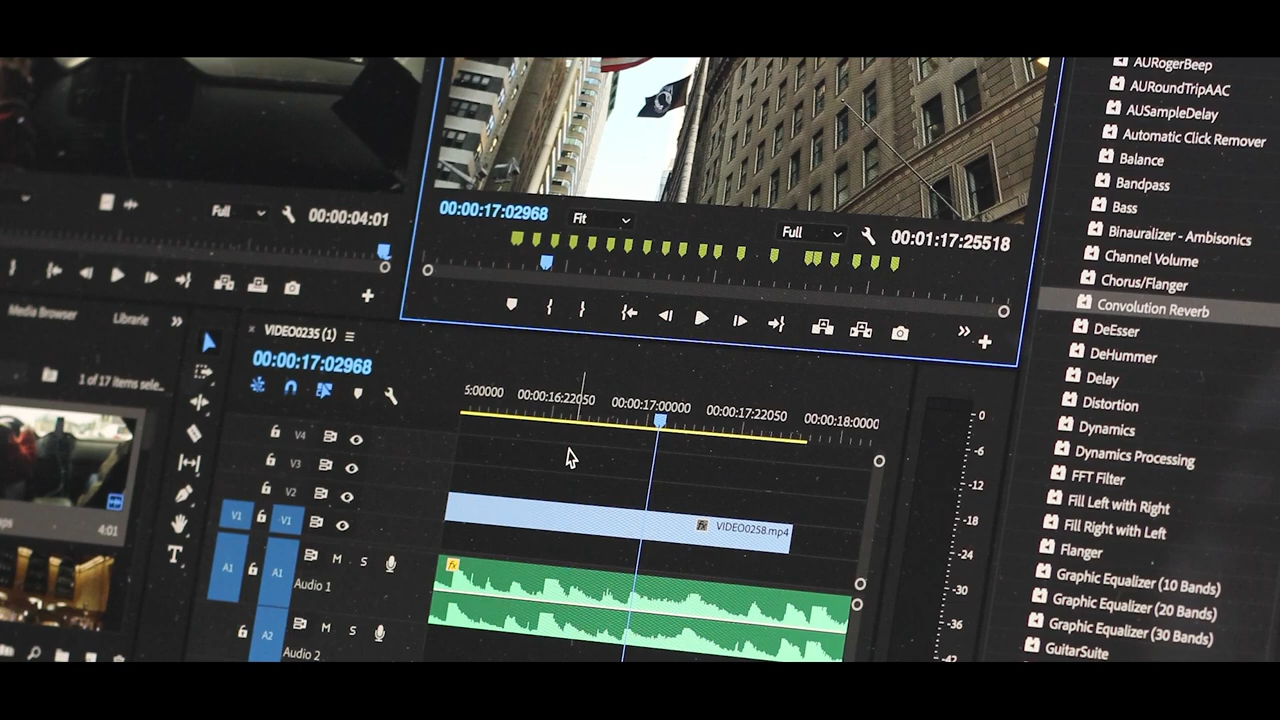 Full
00:00:04:01
Media Browser
Librarie
1 of 17 items sele...
4:01
00:00:17:02968
Fit
Full
00:01:17:25518
VIDEO0235 (1)
00:00:17:02968
5:00000
00:00:16:22050
00:00:17:00000
00:00:17:22050
00:00:18:0000
V4
V3
V2
V1
V1
VIDEO0258.mp4
fx
A1
A1
M
S
Audio 1
A2
M
S
Audio 2
0
-6
-12
-18
-24
-30
-36
-42
AURogerBeep
AURoundTripAAC
AUSampleDelay
Automatic Click Remover
Balance
Bandpass
Bass
Binauralizer - Ambisonics
Channel Volume
Chorus/Flanger
Convolution Reverb
DeEsser
DeHummer
Delay
Distortion
Dynamics
Dynamics Processing
FFT Filter
Fill Left with Right
Fill Right with Left
Flanger
Graphic Equalizer (10 Bands)
Graphic Equalizer (20 Bands)
Graphic Equalizer (30 Bands)
GuitarSuite